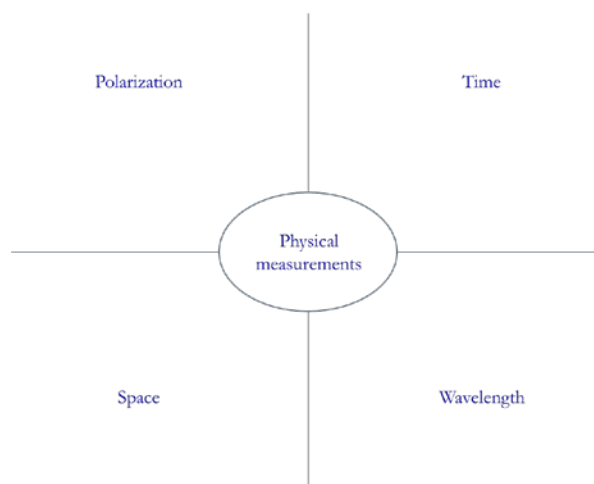 Polarization
Time
Physical
measurements
Space
Wavelength